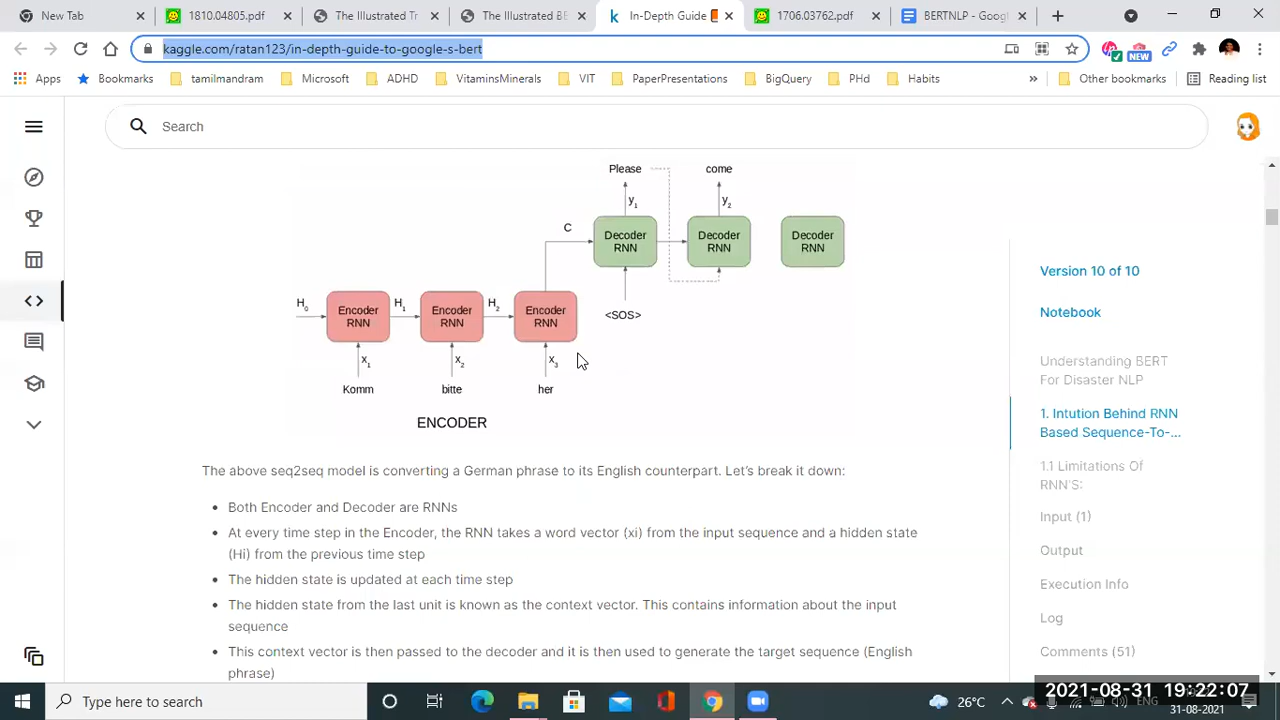 New Tab
1810.04805.pdf
The Illustrated Tr
The Illustrated BE
In-Depth Guide
1706.03762.pdf
BERTNLP - Goog
kaggle.com/ratan123/in-depth-guide-to-google-s-bert
NEW
Apps
Bookmarks
tamilmandram
Microsoft
ADHD
VitaminsMinerals
VIT
PaperPresentations
BigQuery
PHd
Habits
»
Other bookmarks
Reading list
Search
Please
come
y1
y2
C
Decoder RNN
Decoder RNN
Decoder RNN
H0
H1
H2
Encoder RNN
Encoder RNN
Encoder RNN
<SOS>
x1
x2
x3
Komm
bitte
her
ENCODER
The above seq2seq model is converting a German phrase to its English counterpart. Let's break it down:
• Both Encoder and Decoder are RNNs
• At every time step in the Encoder, the RNN takes a word vector (xi) from the input sequence and a hidden state
(Hi) from the previous time step
• The hidden state is updated at each time step
• The hidden state from the last unit is known as the context vector. This contains information about the input
sequence
• This context vector is then passed to the decoder and it is then used to generate the target sequence (English
phrase)
Version 10 of 10
Notebook
Understanding BERT
For Disaster NLP
1. Intution Behind RNN
Based Sequence-To-...
1.1 Limitations Of
RNN'S:
Input (1)
Output
Execution Info
Log
Comments (51)
Type here to search
26°C
ENG
2021-08-31 19:22:07
31-08-2021